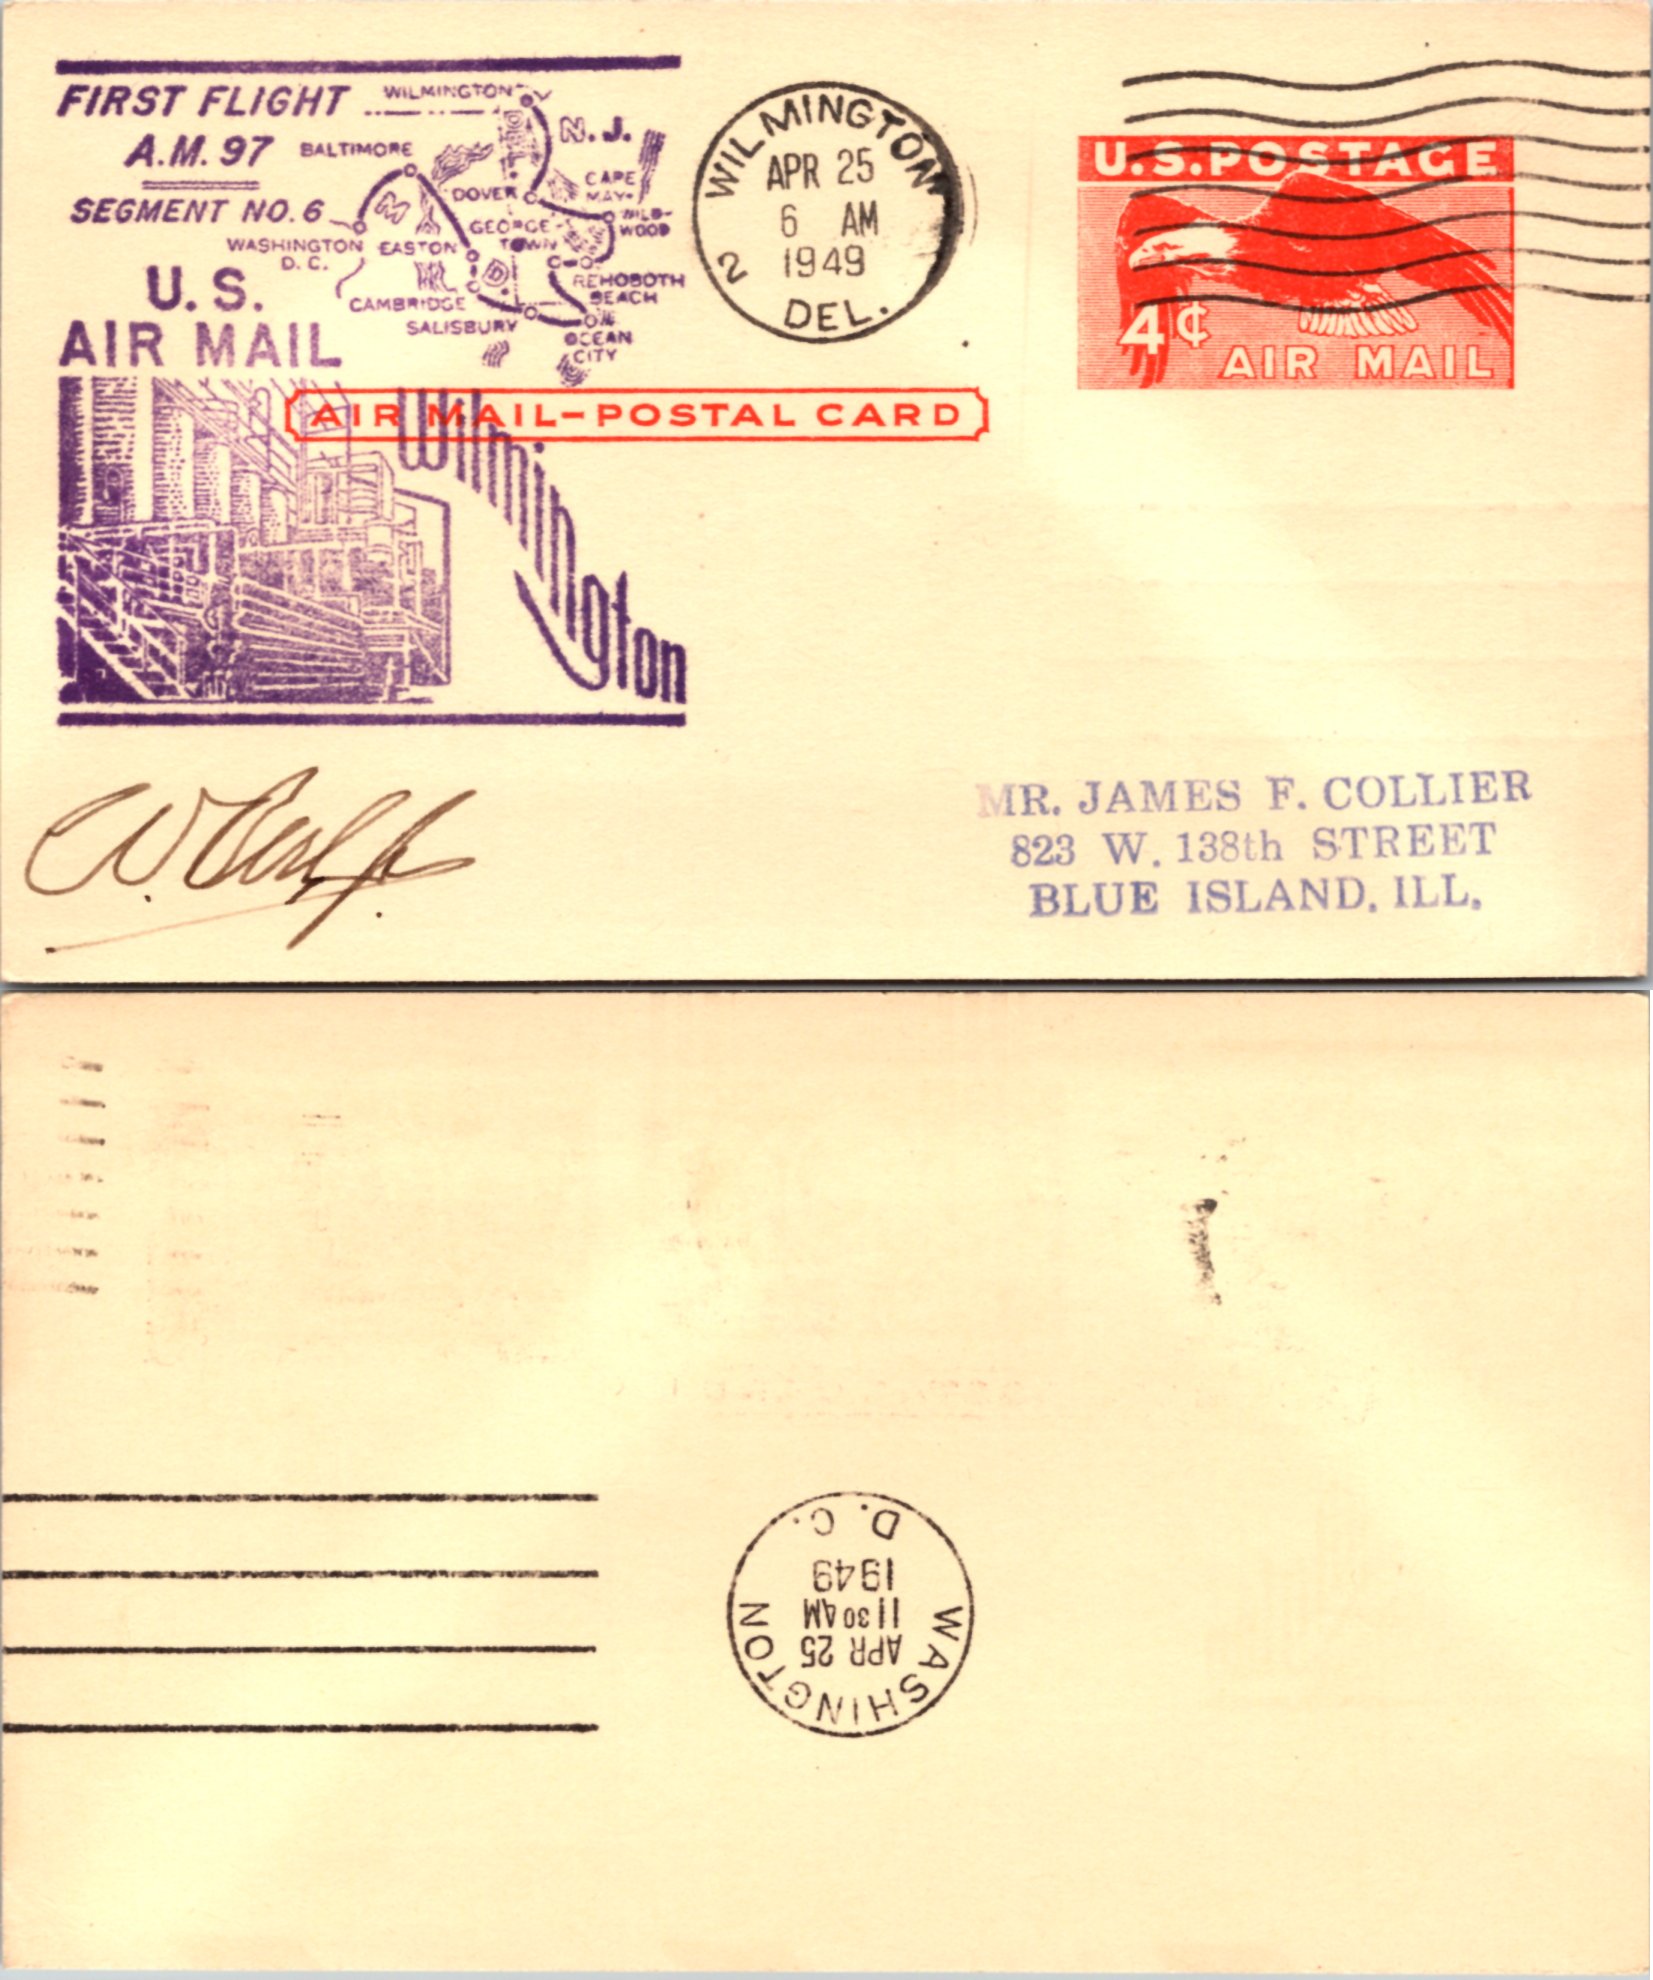 FIRST FLIGHT
A.M. 97
SEGMENT NO. 6
WILMINGTON
N.J.
BALTIMORE
M
DOVER
CAPE
MAY-
WILD-
WOOD
GEORGE
TOWN
WASHINGTON
D.C.
EASTON
D
REHOBOTH
BEACH
CAMBRIDGE
SALISBURY
OCEAN
CITY
U.S.
AIR MAIL
Wilmington
WILMINGTON
APR 25
6 AM
1949
2
DEL.
U.S. POSTAGE
4¢
AIR MAIL
AIR MAIL-POSTAL CARD
MR. JAMES F. COLLIER
823 W. 138th STREET
BLUE ISLAND, ILL.
WASHINGTON
APR 25
11 30 AM
1949
D. C.